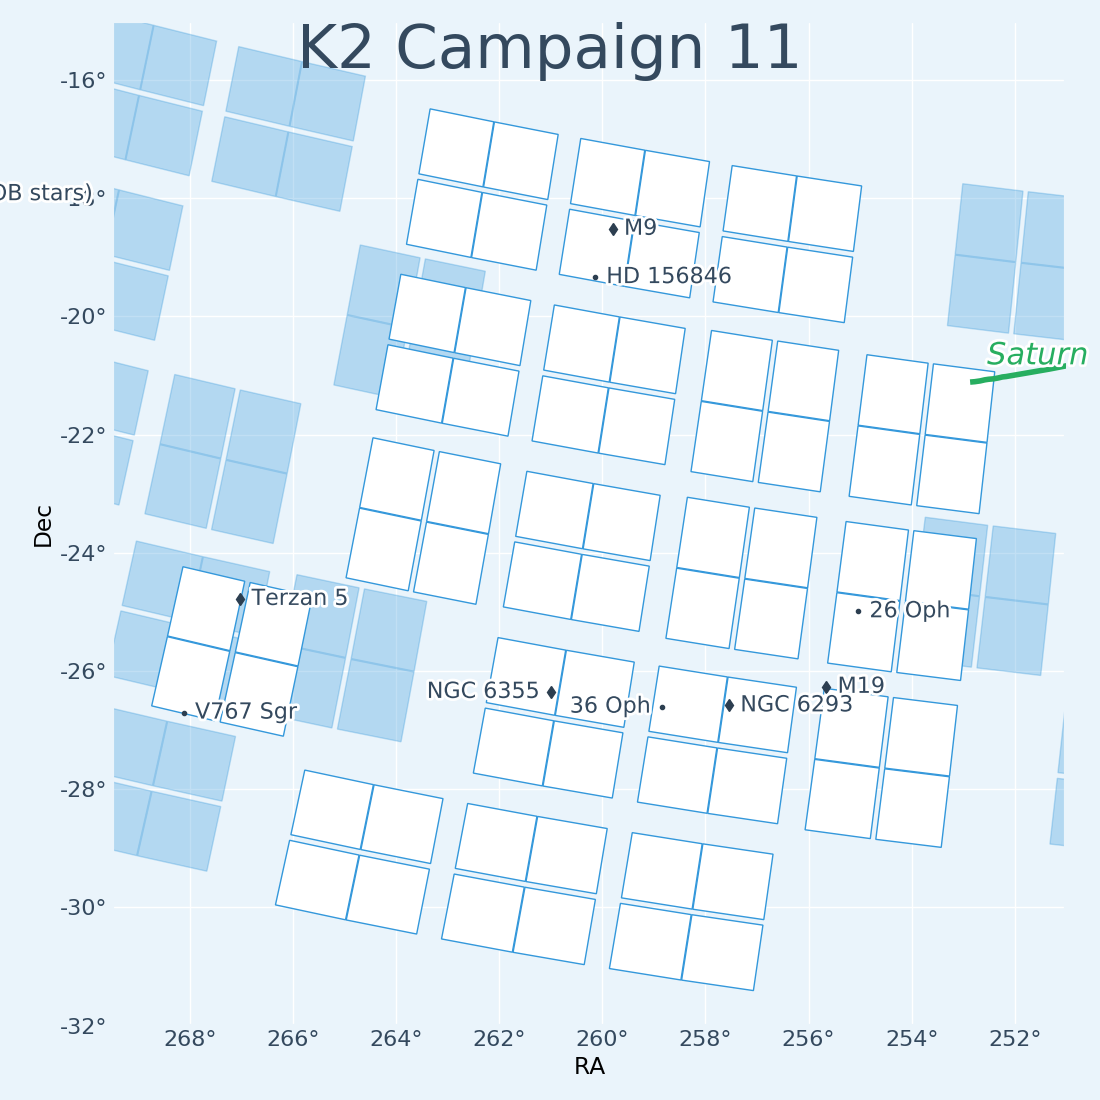 K2 Campaign 11
-16°
OB stars)
M9
HD 156846
-20°
Saturn
-22°
Dec
-24°
Terzan 5
26 Oph
-26°
M19
NGC 6355
NGC 6293
36 Oph
V767 Sgr
-28°
-30°
-32°
268°
266°
264°
262°
260°
258°
256°
254°
252°
RA